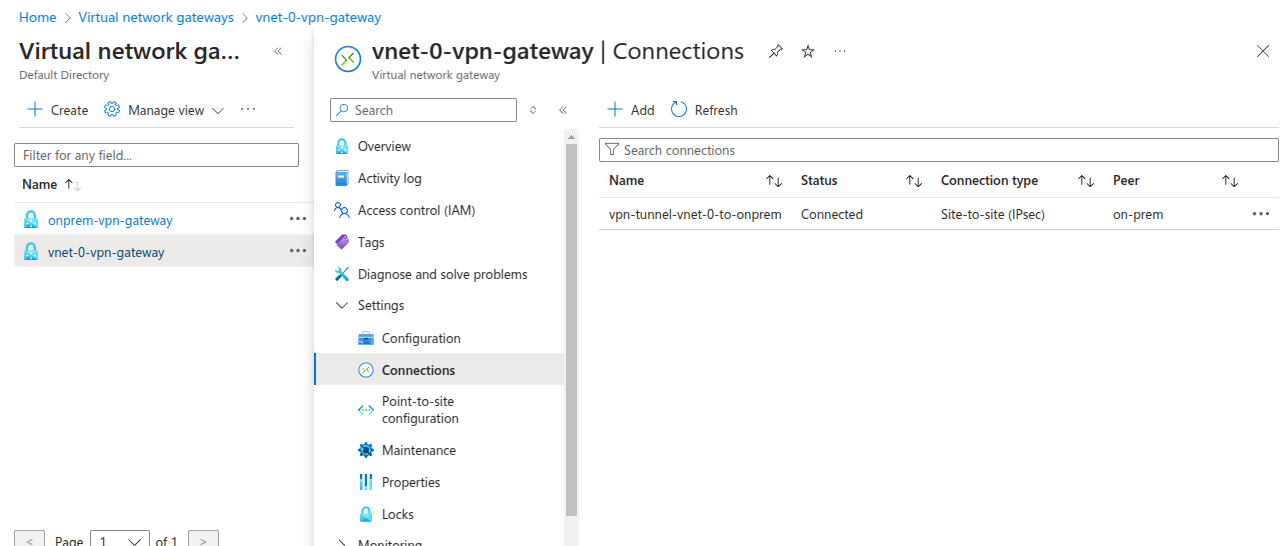 Home > Virtual network gateways > vnet-0-vpn-gateway
Virtual network ga...
Default Directory
Create Manage view ...
Filter for any field...
Name
onprem-vpn-gateway ...
vnet-0-vpn-gateway ...
< Page 1 of 1 >
vnet-0-vpn-gateway | Connections ...
Virtual network gateway
Search
Overview
Activity log
Access control (IAM)
Tags
Diagnose and solve problems
Settings
Configuration
Connections
Point-to-site
configuration
Maintenance
Properties
Locks
Monitoring
Add Refresh
Search connections
Name Status Connection type Peer
vpn-tunnel-vnet-0-to-onprem Connected Site-to-site (IPsec) on-prem ...